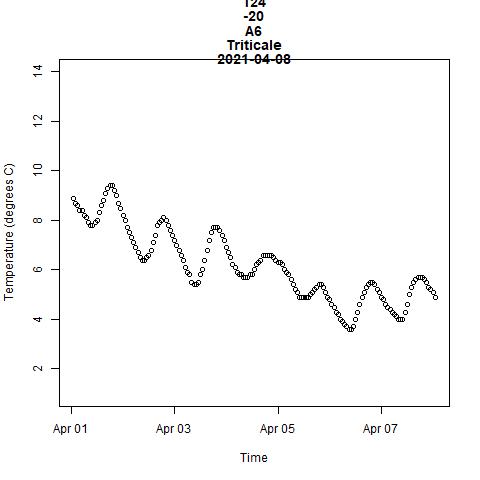 124
-20
A6
Triticale
2021-04-08
14
12
10
8
6
4
2
Temperature (degrees C)
Apr 01
Apr 03
Apr 05
Apr 07
Time